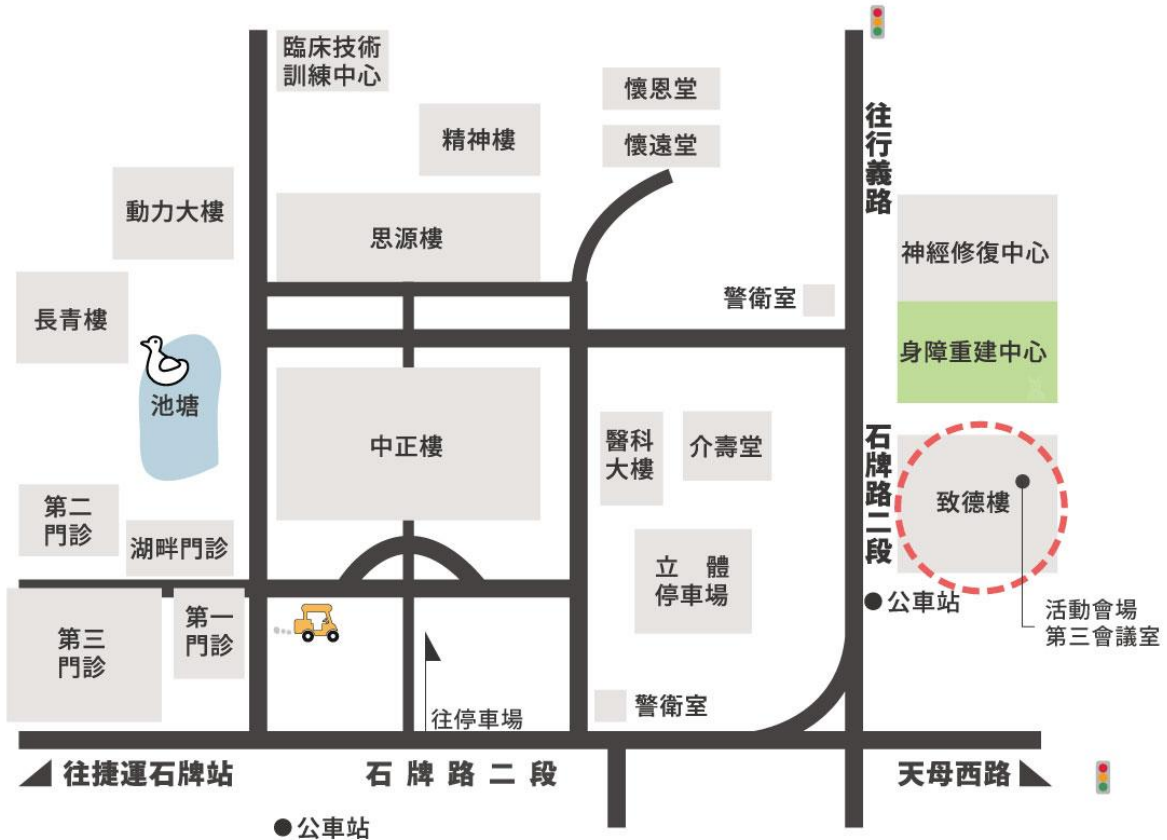 臨床技術
訓練中心
精神樓
懷恩堂
懷遠堂
往行義路
動力大樓
思源樓
神經修復中心
警衛室
長青樓
身障重建中心
池塘
中正樓
醫科
大樓
介壽堂
石牌路二段
致德樓
第二
門診
湖畔門診
立體
停車場
公車站
活動會場
第三會議室
第三
門診
第一
門診
往停車場
警衛室
往捷運石牌站
石牌路二段
天母西路
公車站